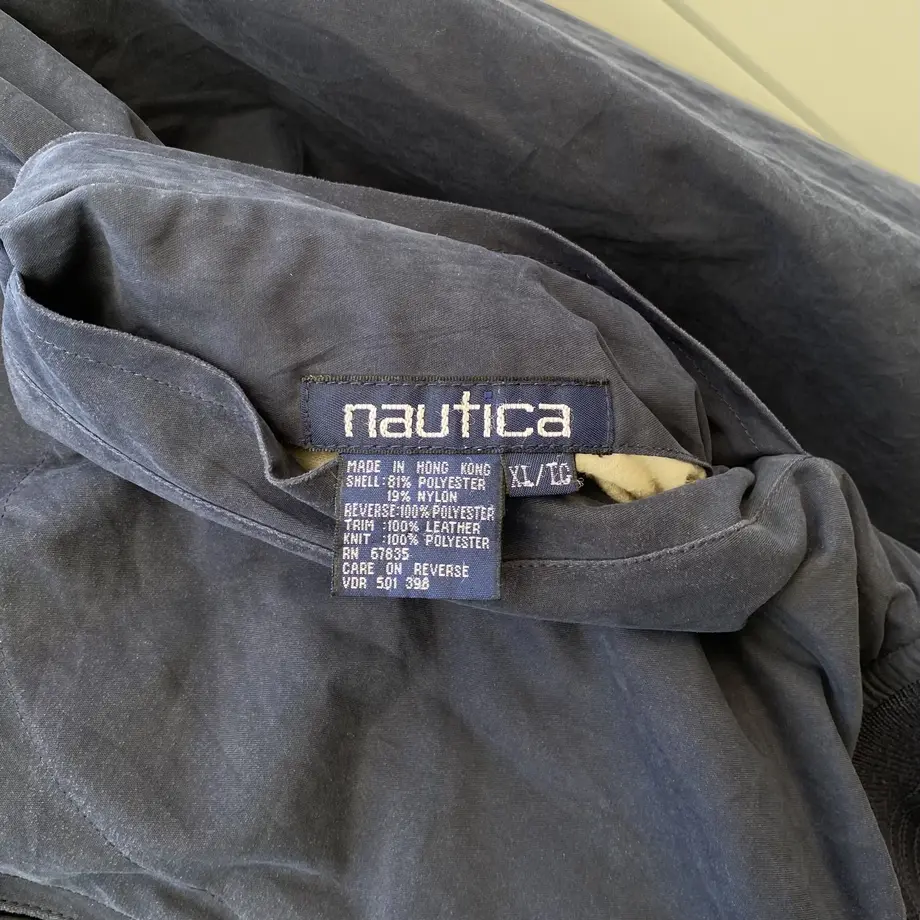 nautica
XL/EG
MADE IN HONG KONG
SHELL:81% POLYESTER
19% NYLON
REVERSE:100%POLYESTER
TRIM :100% LEATHER
KNIT :100% POLYESTER
RN 67835
CARE ON REVERSE
VDR 501 398